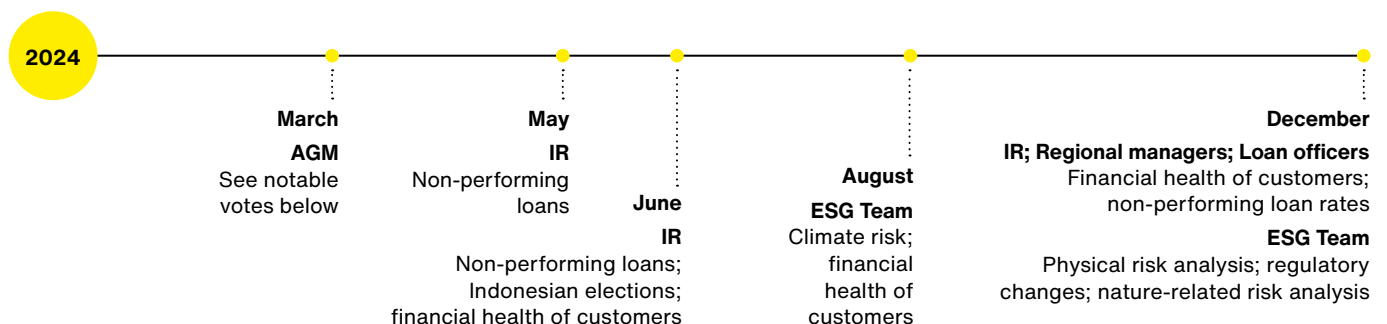 2024
March
AGM
See notable
votes below
May
IR
Non-performing
loans
June
IR
Non-performing loans;
Indonesian elections;
financial health of customers
August
ESG Team
Climate risk;
financial
health of
customers
December
IR; Regional managers; Loan officers
Financial health of customers;
non-performing loan rates
ESG Team
Physical risk analysis; regulatory
changes; nature-related risk analysis